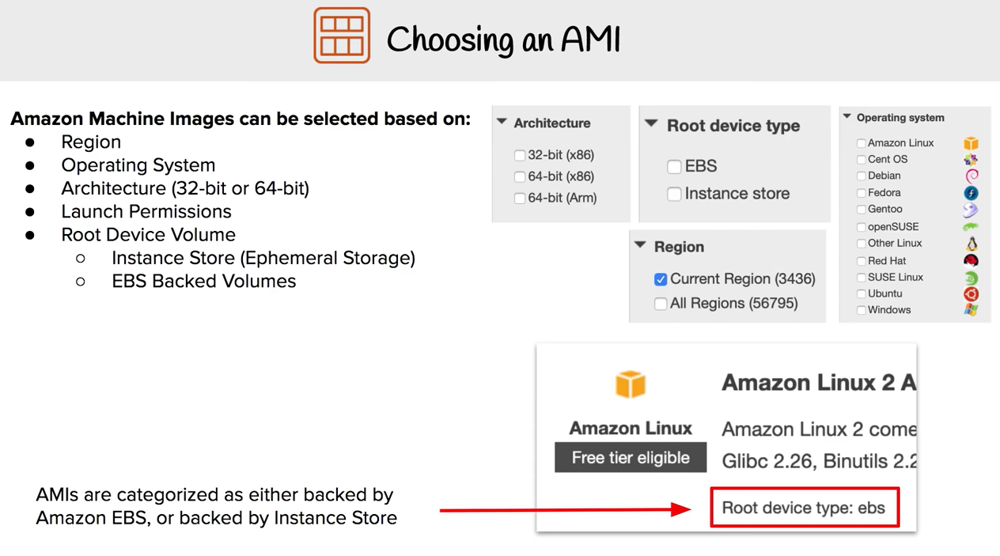 Choosing an AMI
Amazon Machine Images can be selected based on:
● Region
● Operating System
● Architecture (32-bit or 64-bit)
● Launch Permissions
● Root Device Volume
○ Instance Store (Ephemeral Storage)
○ EBS Backed Volumes
Architecture
32-bit (x86)
64-bit (x86)
64-bit (Arm)
Root device type
EBS
Instance store
Region
Current Region (3436)
All Regions (56795)
Operating system
Amazon Linux
Cent OS
Debian
Fedora
Gentoo
openSUSE
Other Linux
Red Hat
SUSE Linux
Ubuntu
Windows
Amazon Linux
Free tier eligible
Amazon Linux 2 A
Amazon Linux 2 come
Glibc 2.26, Binutils 2.2
Root device type: ebs
AMIs are categorized as either backed by
Amazon EBS, or backed by Instance Store